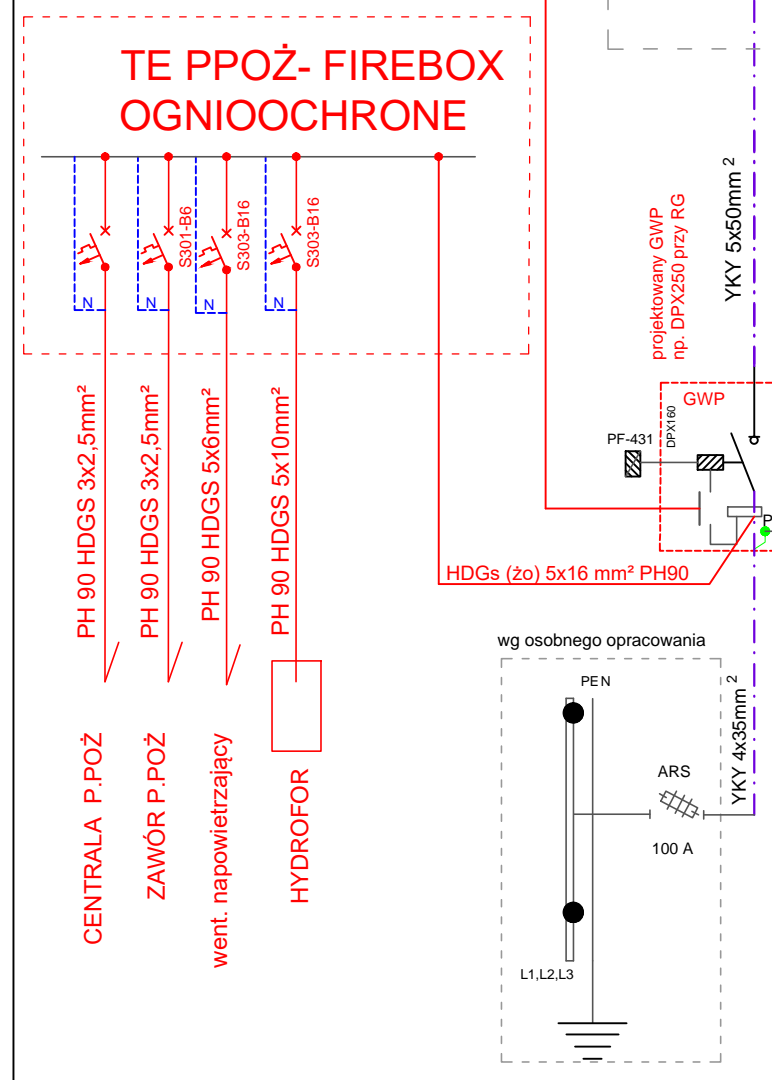 TE PPOŻ- FIREBOX
OGNIOOCHRONE
S301-B6
S303-B16
S303-B16
N
N
N
N
PH 90 HDGS 3x2,5mm²
PH 90 HDGS 3x2,5mm²
PH 90 HDGS 5x6mm²
PH 90 HDGS 5x10mm²
CENTRALA P.POŻ
ZAWÓR P.POŻ
went. napowietrzający
HYDROFOR
YKY 5x50mm²
projektowany GWP
np. DPX250 przy RG
GWP
DPX160
PF-431
P
HDGs (żo) 5x16 mm² PH90
wg osobnego opracowania
PEN
ARS
100 A
YKY 4x35mm²
L1,L2,L3